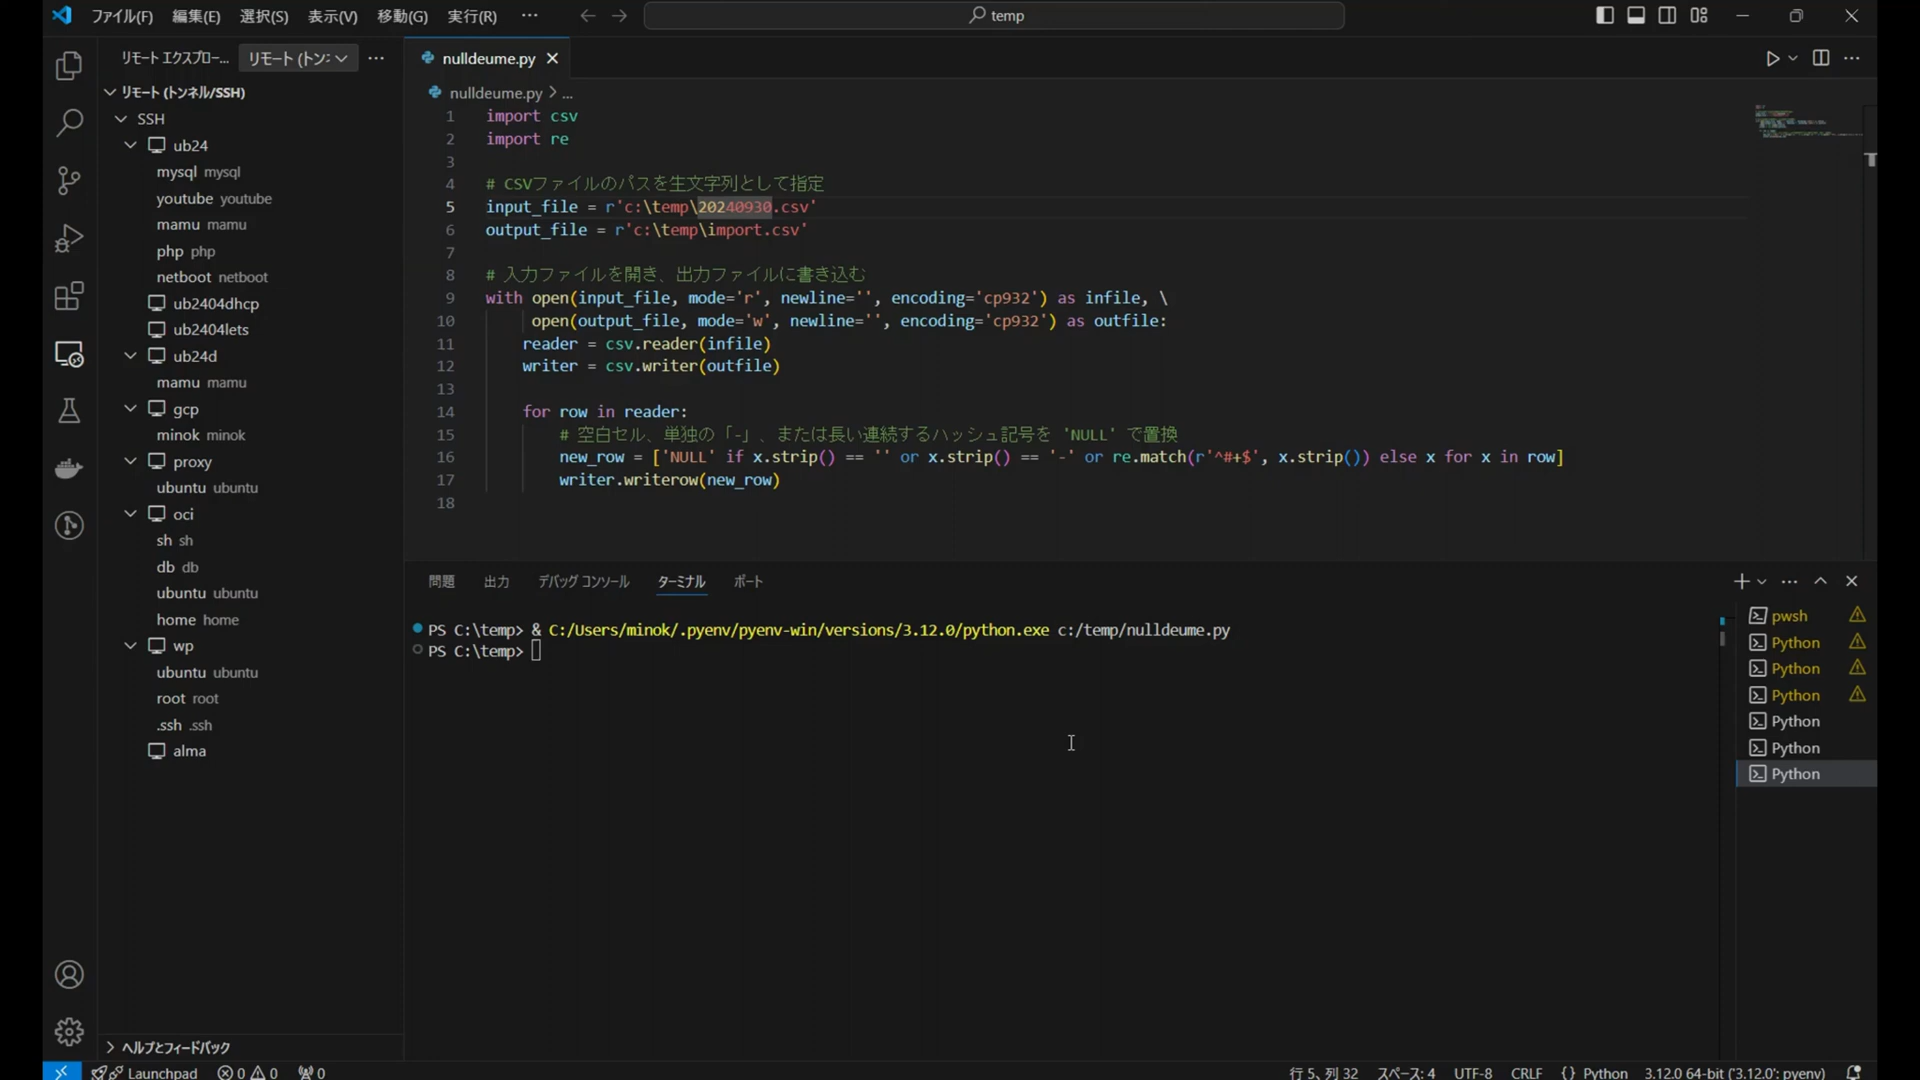 ファイル(F) 編集(E) 選択(S) 表示(V) 移動(G) 実行(R) ··· temp
リモート エクスプロー... リモート (トン: ···
リモート (トンネル/SSH)
SSH
ub24
mysql mysql
youtube youtube
mamu mamu
php php
netboot netboot
ub2404dhcp
ub2404lets
ub24d
mamu mamu
gcp
minok minok
proxy
ubuntu ubuntu
oci
sh sh
db db
ubuntu ubuntu
home home
wp
ubuntu ubuntu
root root
.ssh .ssh
alma
ヘルプとフィードバック
nulldeume.py
nulldeume.py > ...
1 import csv
2 import re
3
4 # CSVファイルのパスを生文字列として指定
5 input_file = r'c:\temp\20240930.csv'
6 output_file = r'c:\temp\import.csv'
7
8 # 入力ファイルを開き、出力ファイルに書き込む
9 with open(input_file, mode='r', newline='', encoding='cp932') as infile, \
10 open(output_file, mode='w', newline='', encoding='cp932') as outfile:
11 reader = csv.reader(infile)
12 writer = csv.writer(outfile)
13
14 for row in reader:
15 # 空白セル、単独の「-」、または長い連続するハッシュ記号を 'NULL' で置換
16 new_row = ['NULL' if x.strip() == '' or x.strip() == '-' or re.match(r'^#+$', x.strip()) else x for x in row]
17 writer.writerow(new_row)
18
問題 出力 デバッグ コンソール ターミナル ポート
PS C:\temp> & C:/Users/minok/.pyenv/pyenv-win/versions/3.12.0/python.exe c:/temp/nulldeume.py
PS C:\temp>
pwsh
Python
Python
Python
Python
Python
Python
Launchpad 0 0 0 行 5、列 32 スペース: 4 UTF-8 CRLF {} Python 3.12.0 64-bit ('3.12.0': pyenv)